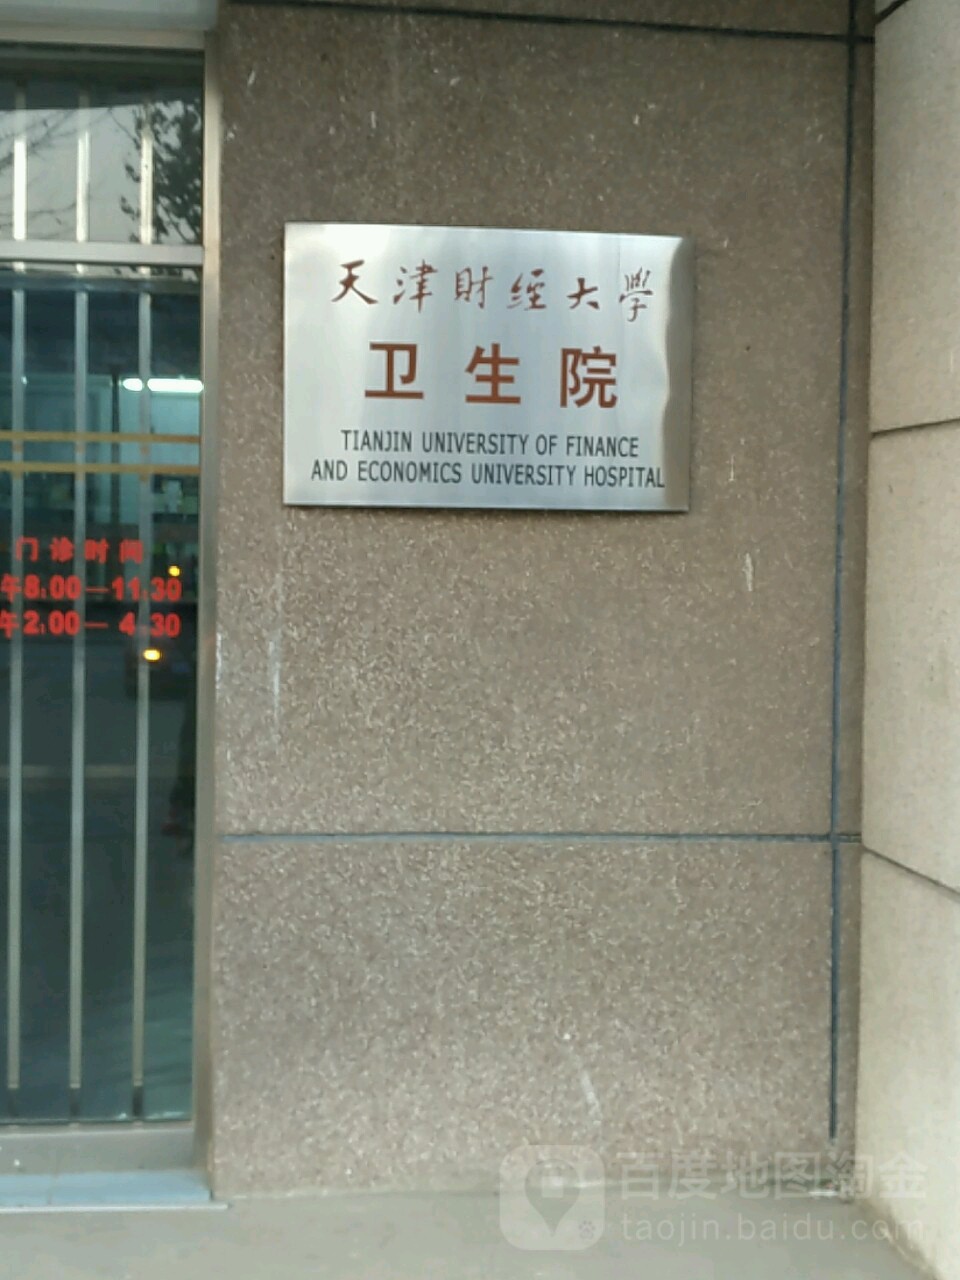 天津财经大學
卫生院
TIANJIN UNIVERSITY OF FINANCE
AND ECONOMICS UNIVERSITY HOSPITAL
门诊时间
午8:00—11:30
午2:00—4:30
百度地图淘金
taojin.baidu.com